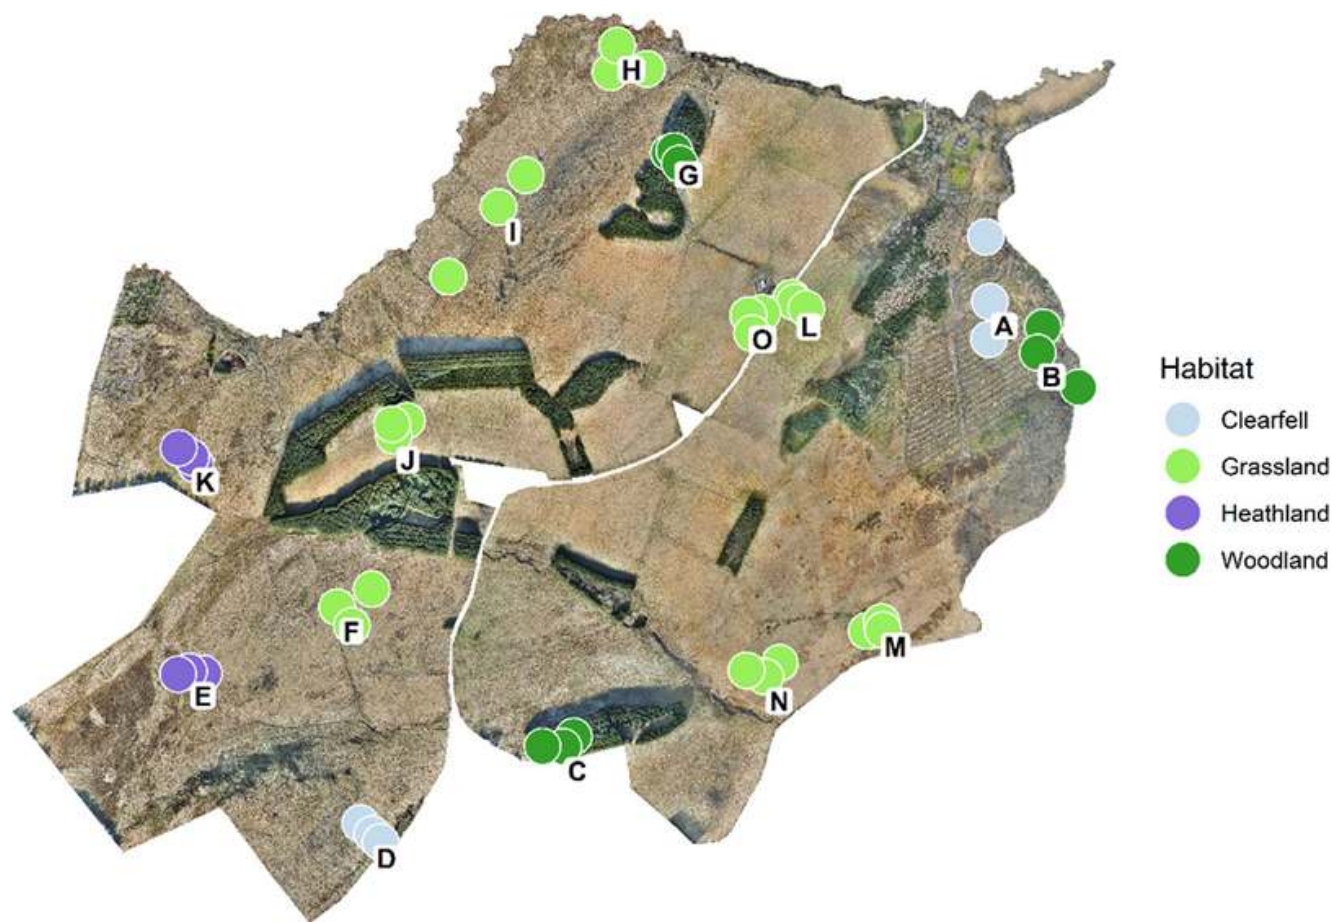 H
G
I
A
L
O
B
J
K
F
M
E
N
C
D
Habitat
Clearfell
Grassland
Heathland
Woodland